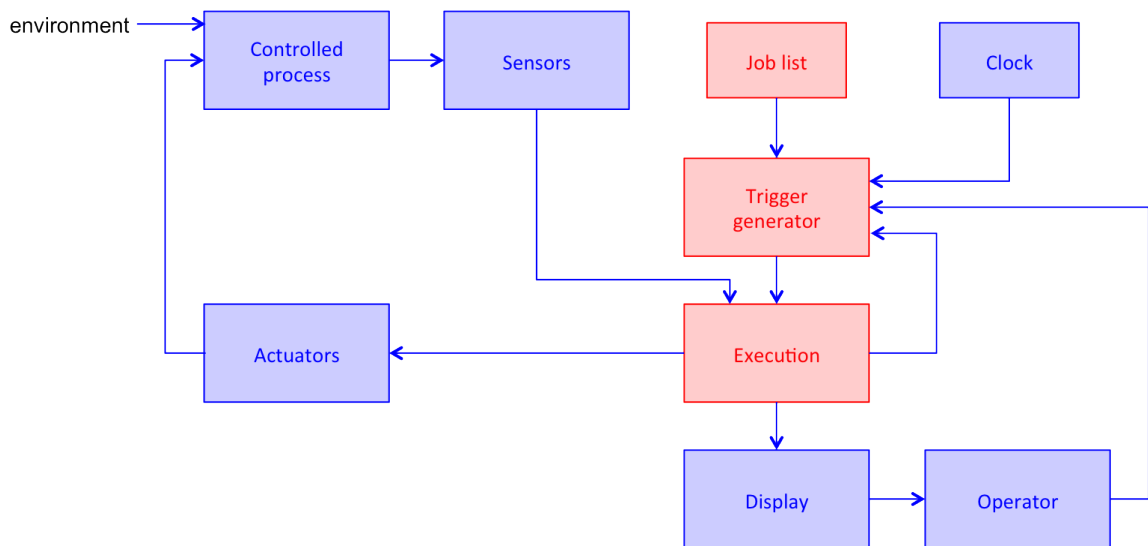 environment
Controlled
process
Sensors
Job list
Clock
Trigger
generator
Actuators
Execution
Display
Operator